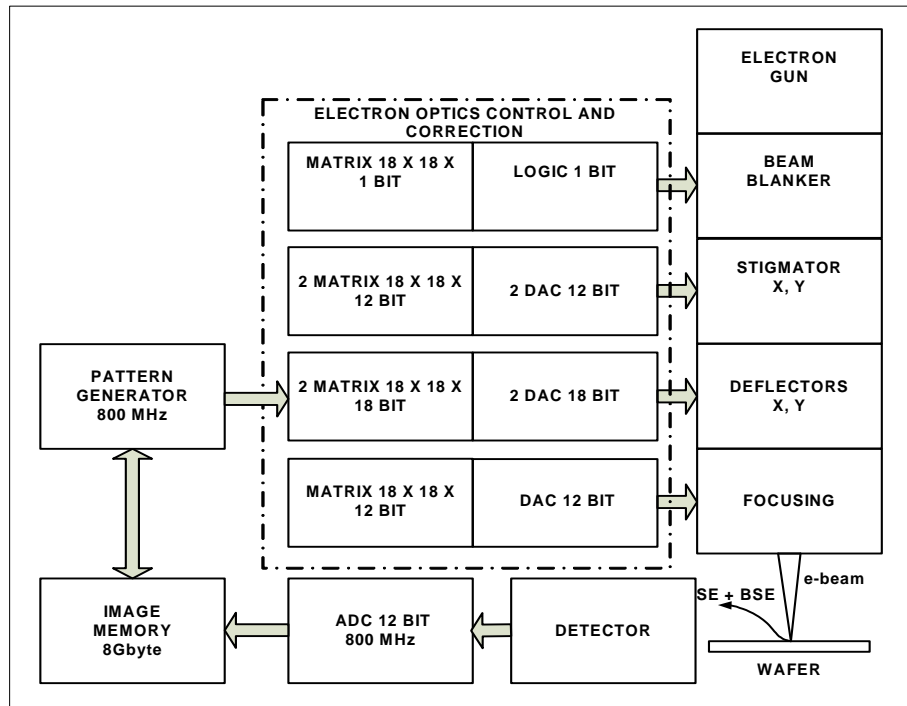 ELECTRON
GUN
ELECTRON OPTICS CONTROL AND
CORRECTION
MATRIX 18 X 18 X
1 BIT
LOGIC 1 BIT
BEAM
BLANKER
2 MATRIX 18 X 18 X
12 BIT
2 DAC 12 BIT
STIGMATOR
X, Y
PATTERN
GENERATOR
800 MHz
2 MATRIX 18 X 18 X
18 BIT
2 DAC 18 BIT
DEFLECTORS
X, Y
MATRIX 18 X 18 X
12 BIT
DAC 12 BIT
FOCUSING
e-beam
SE + BSE
IMAGE
MEMORY
8Gbyte
ADC 12 BIT
800 MHz
DETECTOR
WAFER